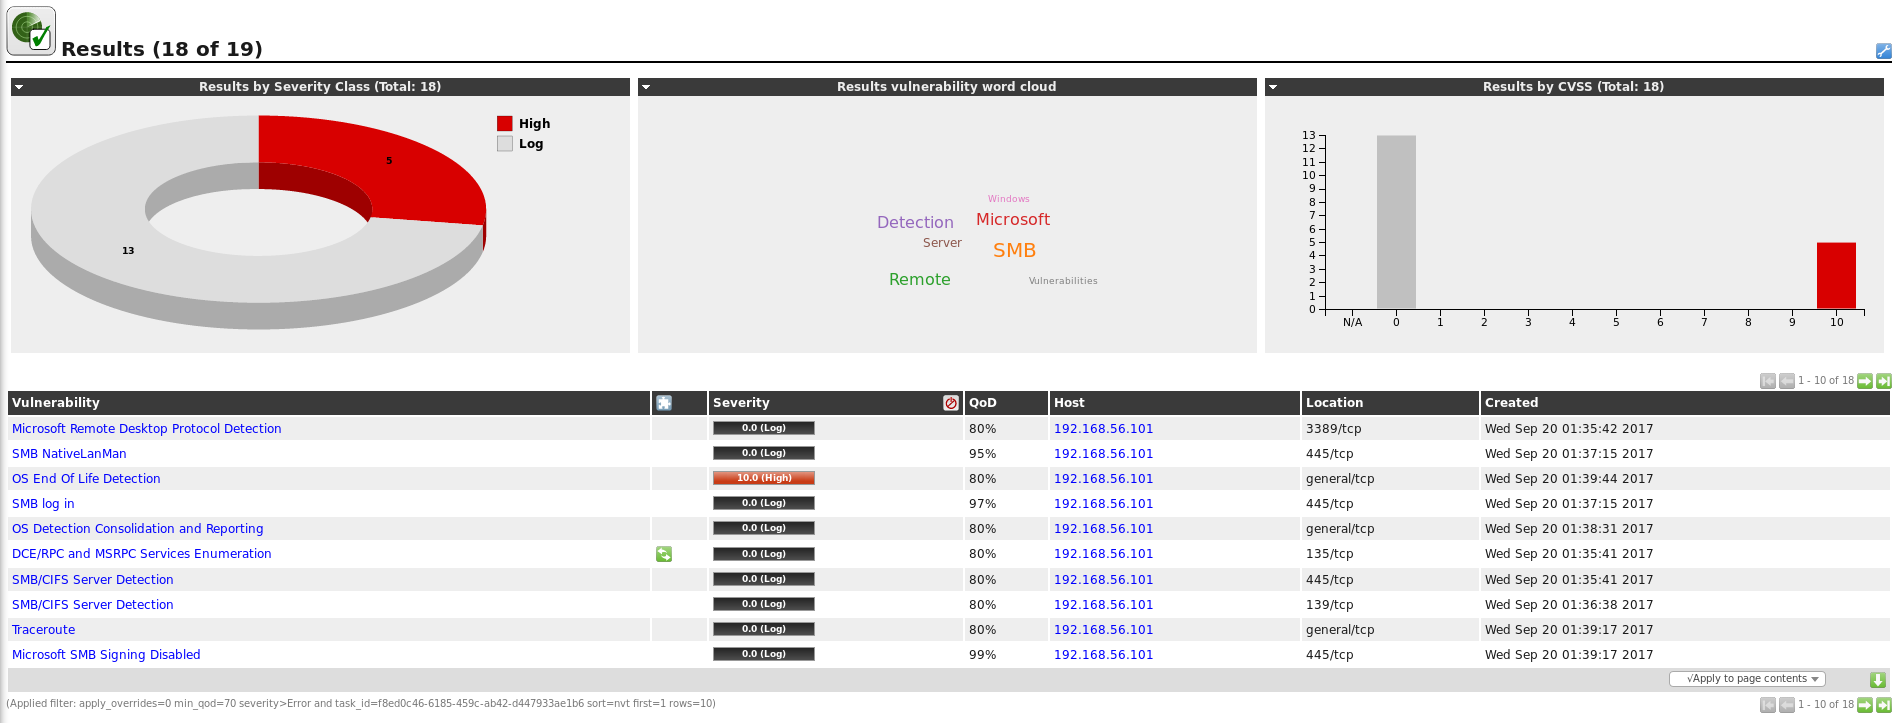 Results (18 of 19)
Results by Severity Class (Total: 18)
High
Log
5
13
Results vulnerability word cloud
Windows
Detection
Microsoft
Server
SMB
Remote
Vulnerabilities
Results by CVSS (Total: 18)
13
12
11
10
9
8
7
6
5
4
3
2
1
0
N/A 0 1 2 3 4 5 6 7 8 9 10
1 - 10 of 18
Vulnerability Severity QoD Host Location Created
Microsoft Remote Desktop Protocol Detection 0.0 (Log) 80% 192.168.56.101 3389/tcp Wed Sep 20 01:35:42 2017
SMB NativeLanMan 0.0 (Log) 95% 192.168.56.101 445/tcp Wed Sep 20 01:37:15 2017
OS End Of Life Detection 10.0 (High) 80% 192.168.56.101 general/tcp Wed Sep 20 01:39:44 2017
SMB log in 0.0 (Log) 97% 192.168.56.101 445/tcp Wed Sep 20 01:37:15 2017
OS Detection Consolidation and Reporting 0.0 (Log) 80% 192.168.56.101 general/tcp Wed Sep 20 01:38:31 2017
DCE/RPC and MSRPC Services Enumeration 0.0 (Log) 80% 192.168.56.101 135/tcp Wed Sep 20 01:35:41 2017
SMB/CIFS Server Detection 0.0 (Log) 80% 192.168.56.101 445/tcp Wed Sep 20 01:35:41 2017
SMB/CIFS Server Detection 0.0 (Log) 80% 192.168.56.101 139/tcp Wed Sep 20 01:36:38 2017
Traceroute 0.0 (Log) 80% 192.168.56.101 general/tcp Wed Sep 20 01:39:17 2017
Microsoft SMB Signing Disabled 0.0 (Log) 99% 192.168.56.101 445/tcp Wed Sep 20 01:39:17 2017
√Apply to page contents
(Applied filter: apply_overrides=0 min_qod=70 severity>Error and task_id=f8ed0c46-6185-459c-ab42-d447933ae1b6 sort=nvt first=1 rows=10)
1 - 10 of 18